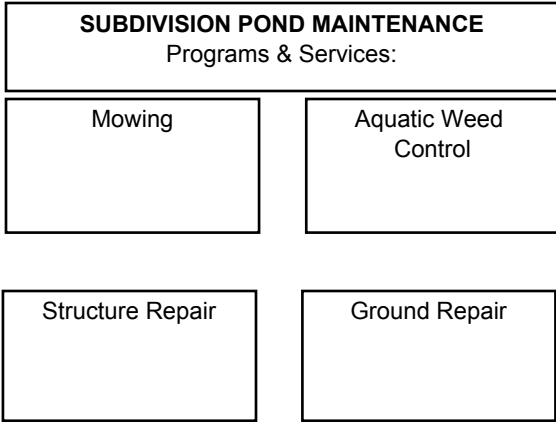 SUBDIVISION POND MAINTENANCE
Programs & Services:
Mowing
Aquatic Weed
Control
Structure Repair
Ground Repair